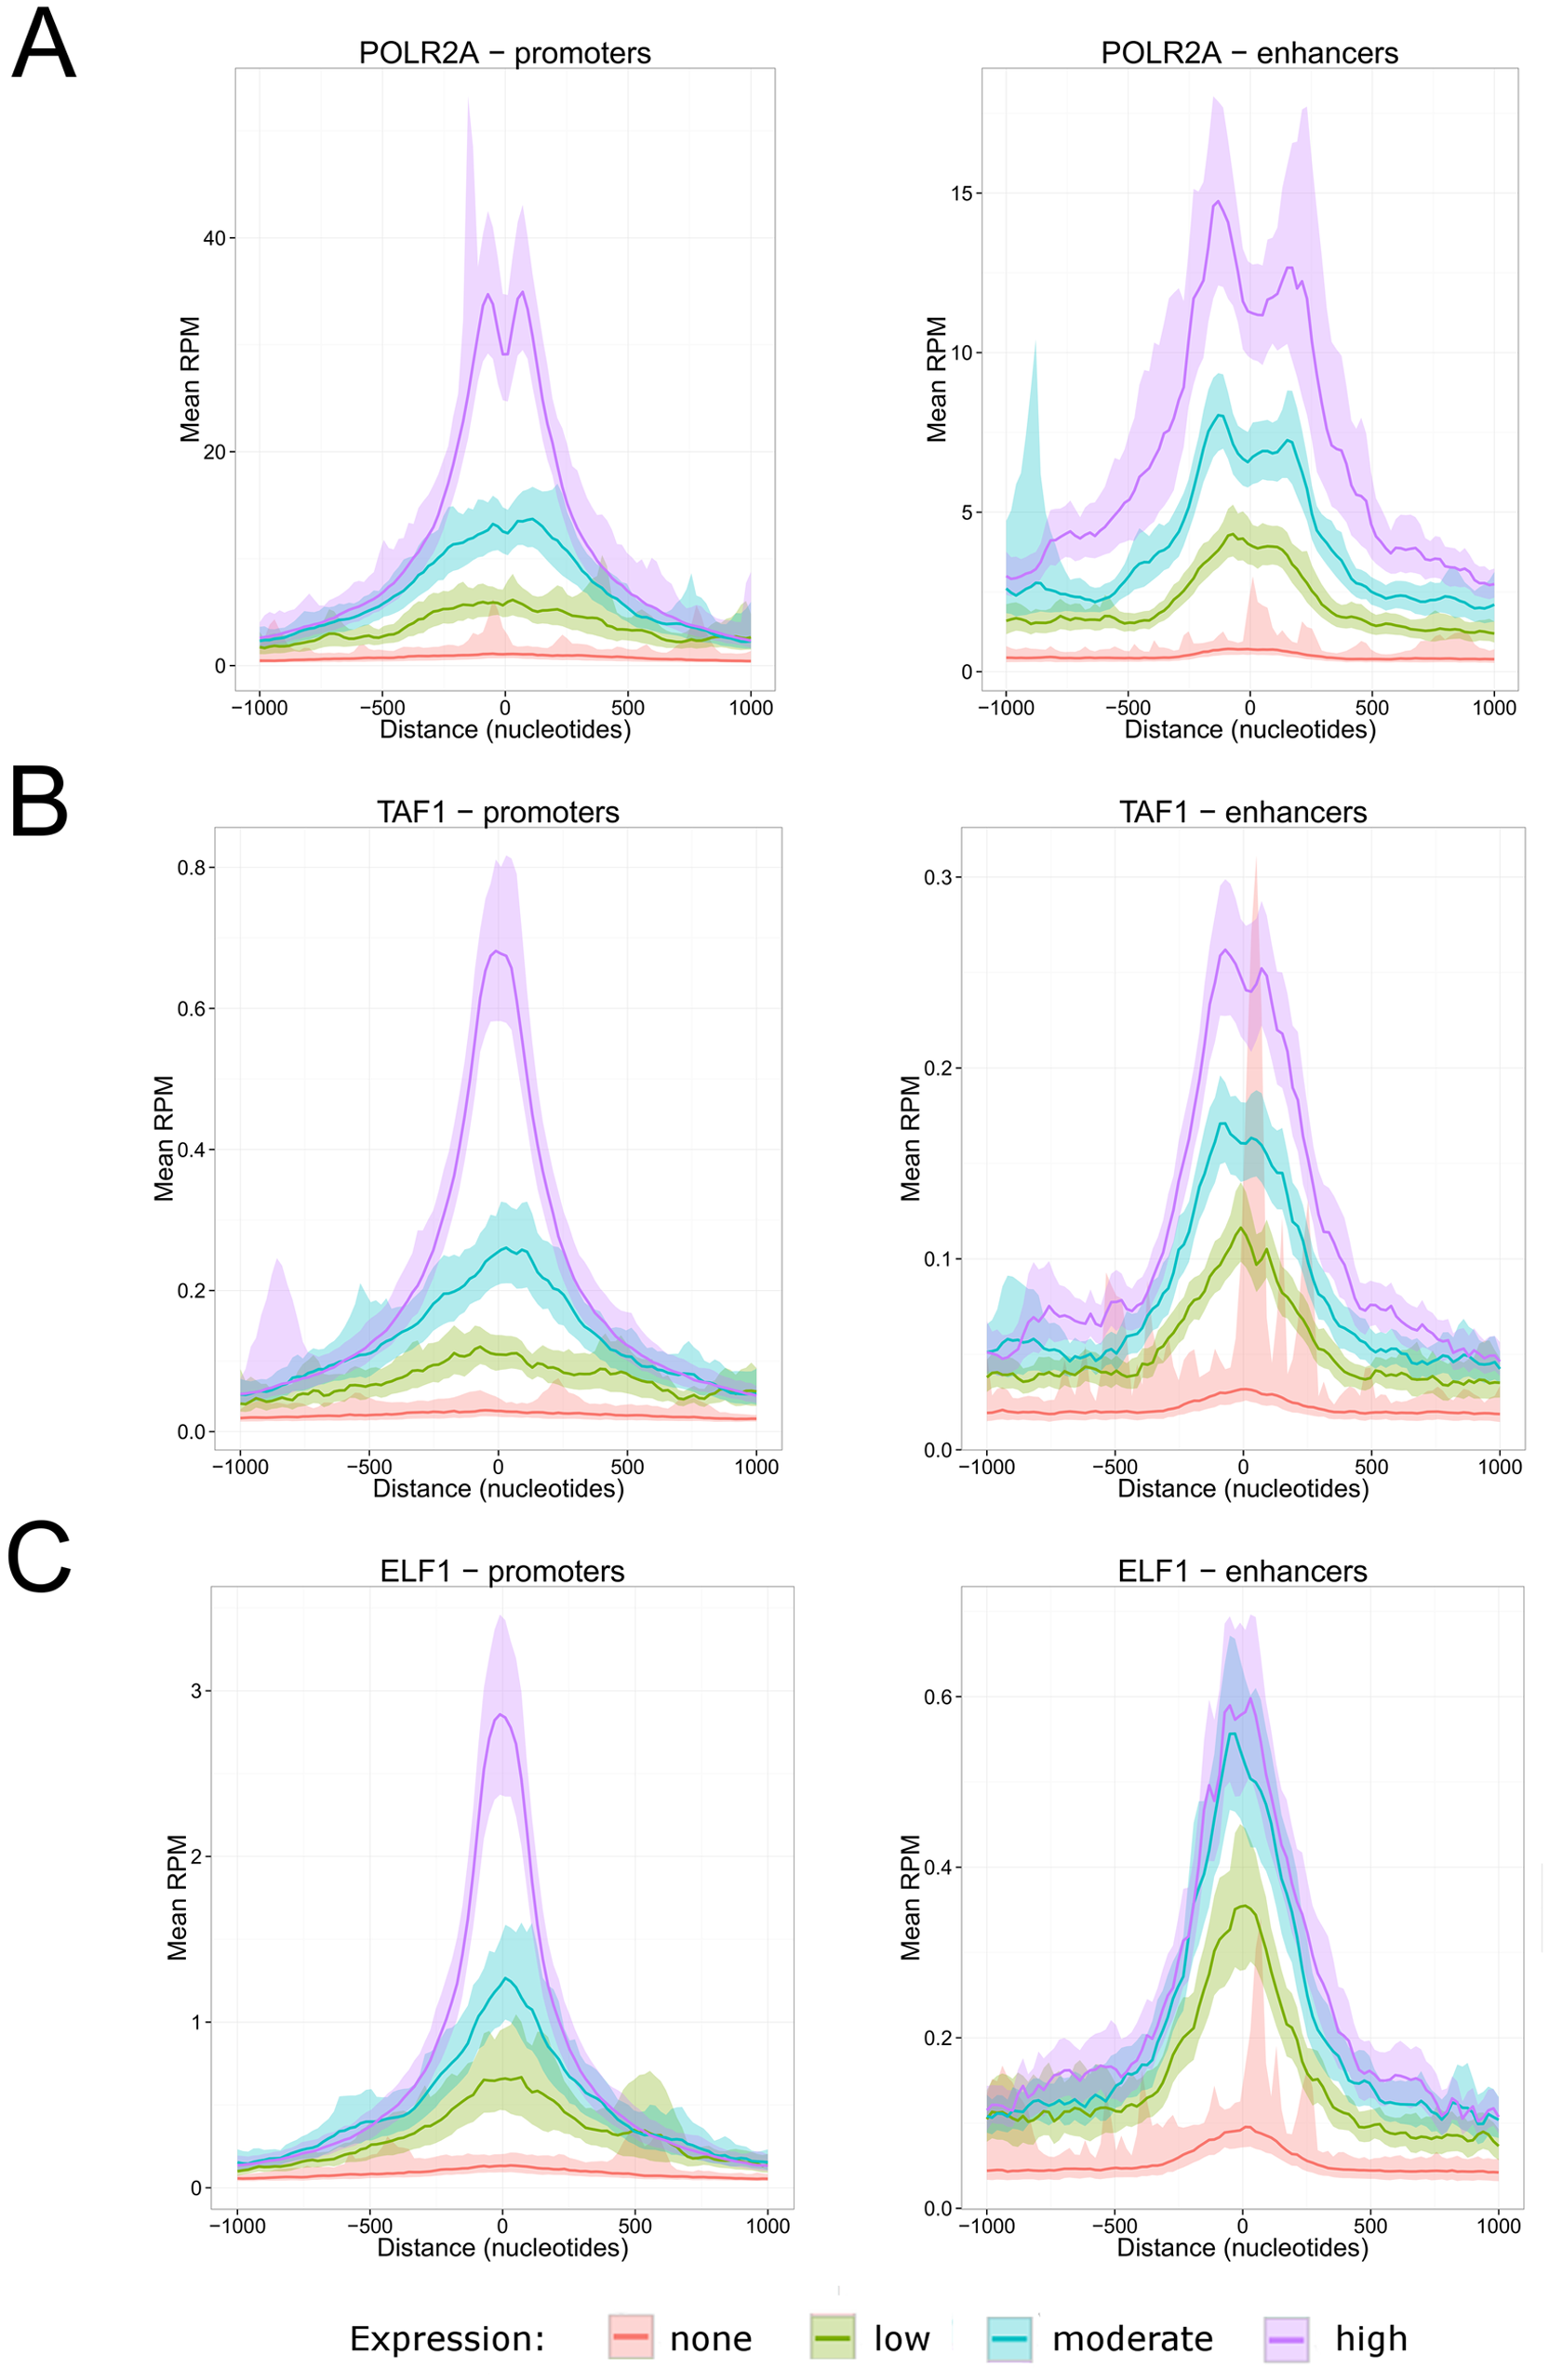 A
POLR2A − promoters
POLR2A − enhancers
Mean RPM
40
20
0
−1000 −500 0 500 1000
Distance (nucleotides)
Mean RPM
15
10
5
0
−1000 −500 0 500 1000
Distance (nucleotides)
B
TAF1 − promoters
TAF1 − enhancers
Mean RPM
0.8
0.6
0.4
0.2
0.0
−1000 −500 0 500 1000
Distance (nucleotides)
Mean RPM
0.3
0.2
0.1
0.0
−1000 −500 0 500 1000
Distance (nucleotides)
C
ELF1 − promoters
ELF1 − enhancers
Mean RPM
3
2
1
0
−1000 −500 0 500 1000
Distance (nucleotides)
Mean RPM
0.6
0.4
0.2
0.0
−1000 −500 0 500 1000
Distance (nucleotides)
Expression: none low moderate high